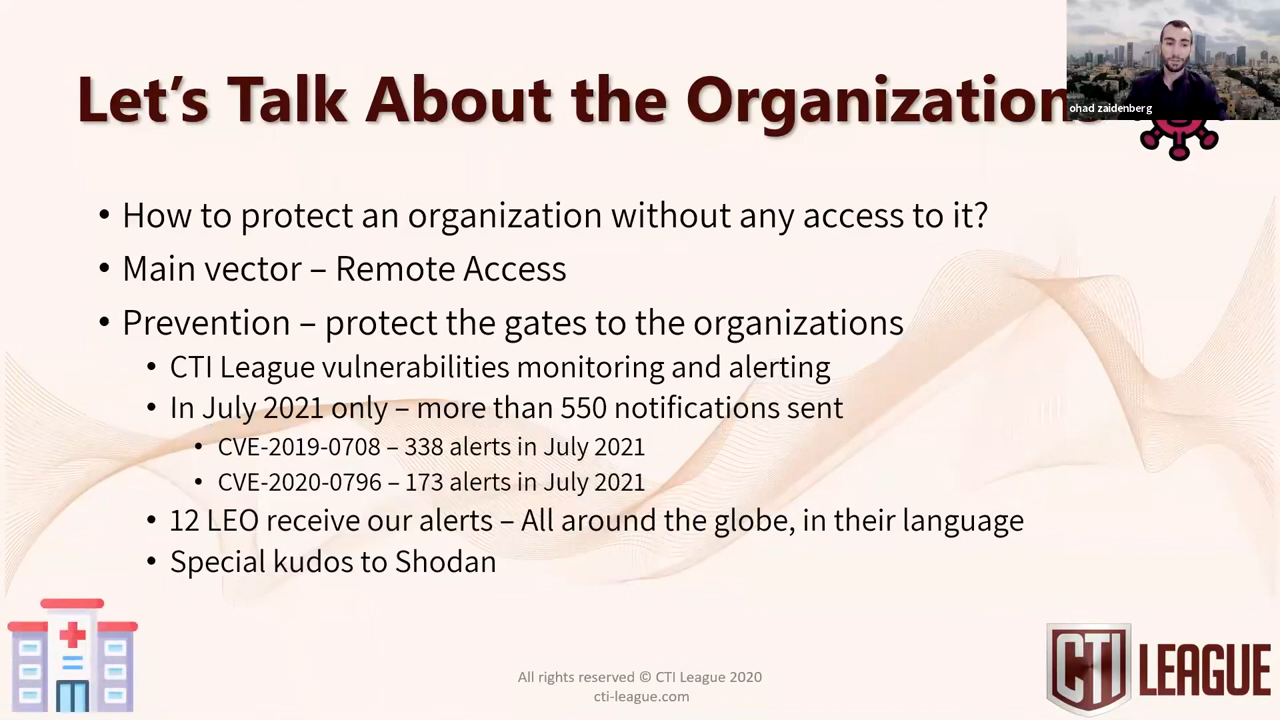 Let's Talk About the Organization
ohad zaidenberg
• How to protect an organization without any access to it?
• Main vector – Remote Access
• Prevention – protect the gates to the organizations
• CTI League vulnerabilities monitoring and alerting
• In July 2021 only – more than 550 notifications sent
• CVE-2019-0708 – 338 alerts in July 2021
• CVE-2020-0796 – 173 alerts in July 2021
• 12 LEO receive our alerts – All around the globe, in their language
• Special kudos to Shodan
All rights reserved © CTI League 2020
cti-league.com
CTI LEAGUE